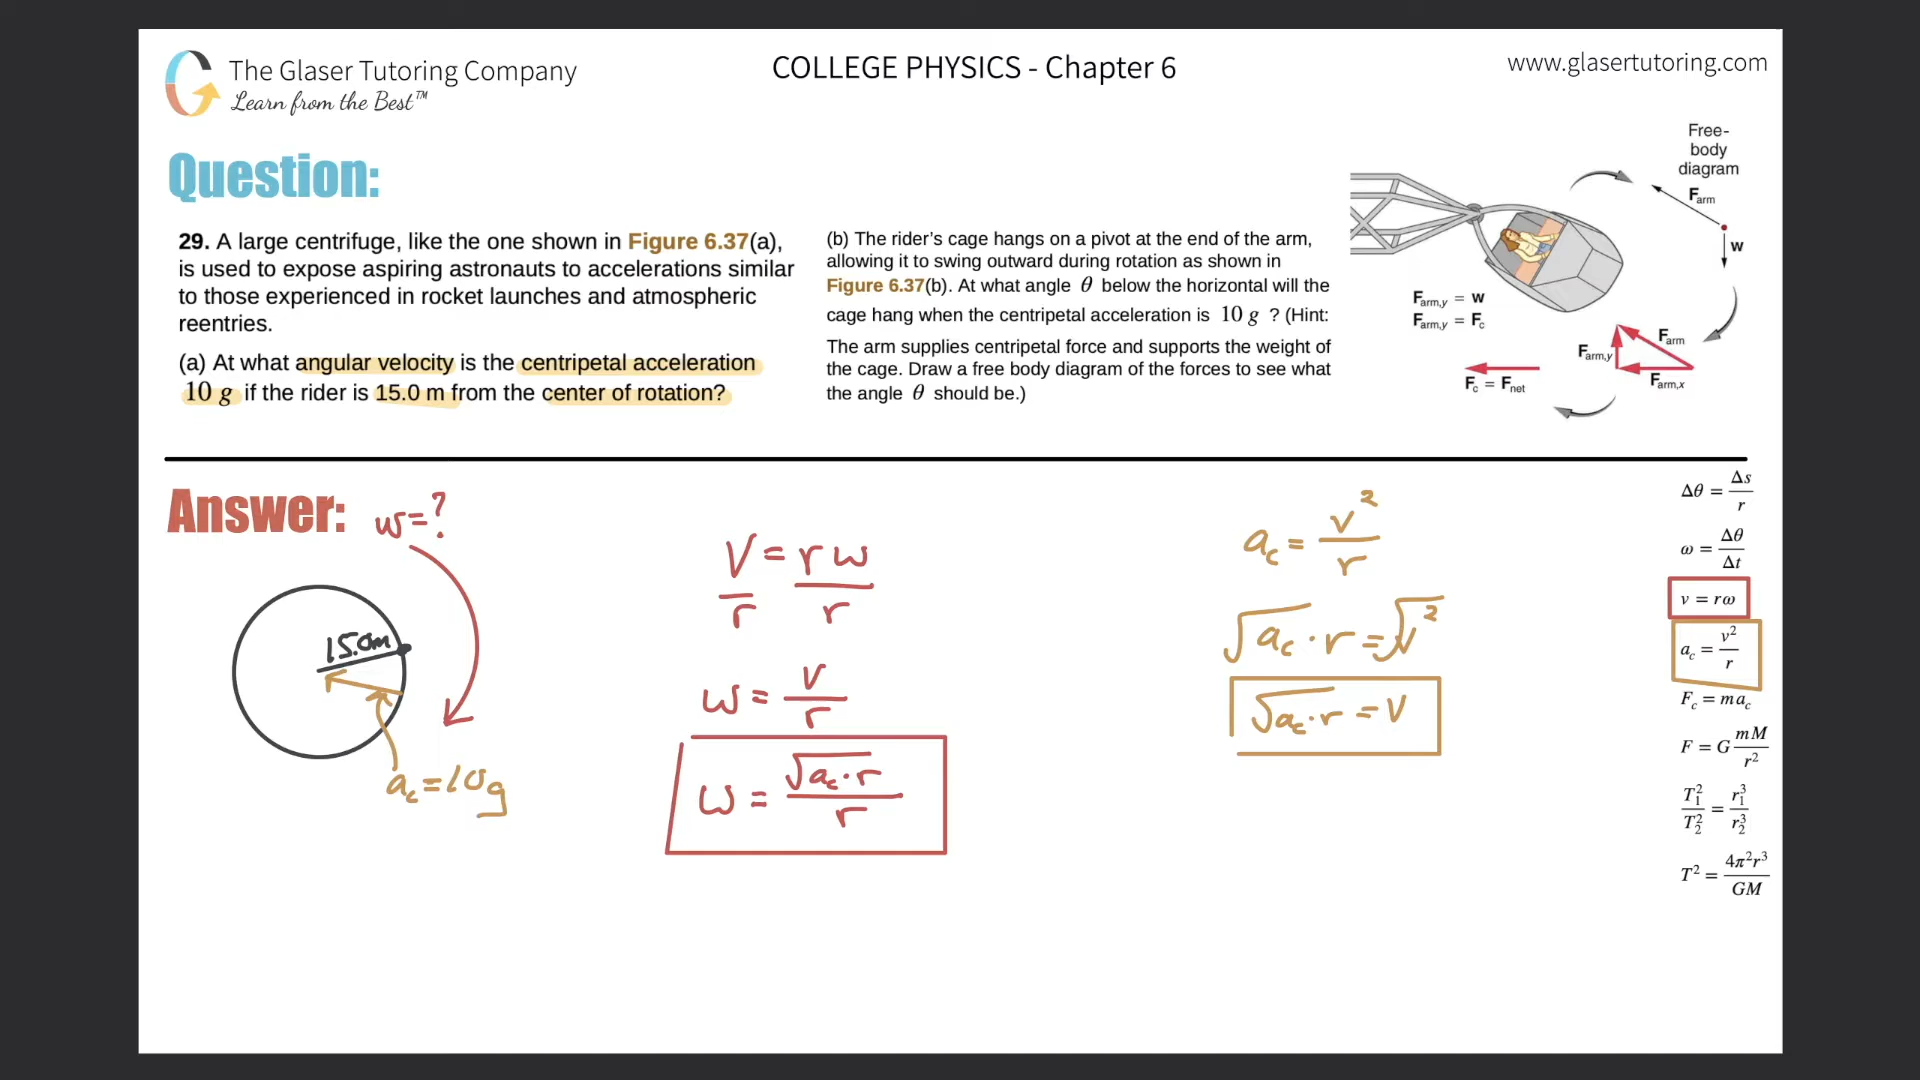 The Glaser Tutoring Company
Learn from the Best™
COLLEGE PHYSICS - Chapter 6
www.glasertutoring.com
Question:
29. A large centrifuge, like the one shown in Figure 6.37(a),
is used to expose aspiring astronauts to accelerations similar
to those experienced in rocket launches and atmospheric
reentries.
(a) At what angular velocity is the centripetal acceleration
10 g if the rider is 15.0 m from the center of rotation?
(b) The rider's cage hangs on a pivot at the end of the arm,
allowing it to swing outward during rotation as shown in
Figure 6.37(b). At what angle θ below the horizontal will the
cage hang when the centripetal acceleration is 10 g ? (Hint:
The arm supplies centripetal force and supports the weight of
the cage. Draw a free body diagram of the forces to see what
the angle θ should be.)
Free-
body
diagram
F_arm
w
F_arm,y = w
F_arm,y = F_c
F_arm
F_arm,y
F_arm,x
F_c = F_net
Answer:
ω=?
15.0m
a_c=10g
V/r = rω/r
ω = v/r
ω = √(a_c·r)/r
a_c = v²/r
√(a_c·r) = √v²
√(a_c·r) = V
Δθ = Δs/r
ω = Δθ/Δt
v = rω
a_c = v²/r
F_c = ma_c
F = G mM/r²
T₁²/T₂² = r₁³/r₂³
T² = 4π²r³/GM